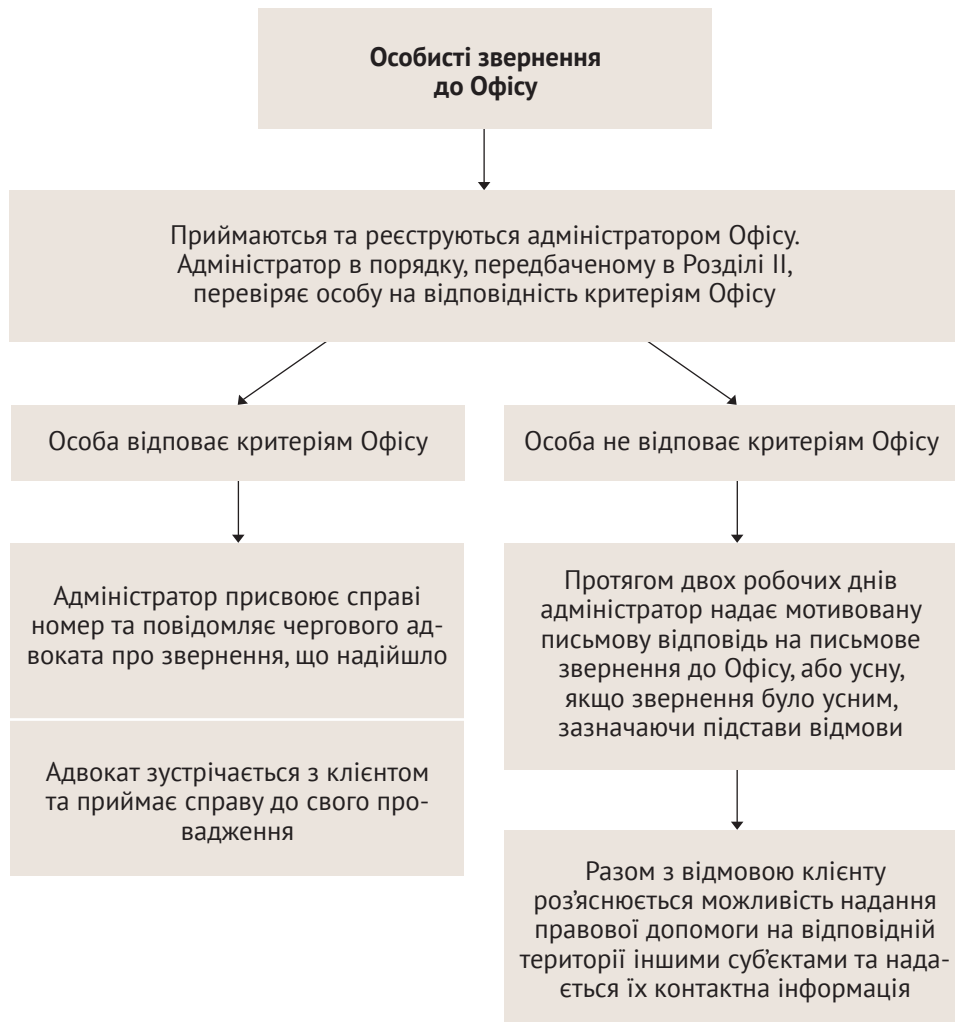 Особисті звернення
до Офісу
Приймаютсья та реєструються адміністратором Офісу.
Адміністратор в порядку, передбаченому в Розділі II,
перевіряє особу на відповідність критеріям Офісу
Особа відповає критеріям Офісу
Особа не відповає критеріям Офісу
Адміністратор присвоює справі
номер та повідомляє чергового ад-
воката про звернення, що надійшло
Адвокат зустрічається з клієнтом
та приймає справу до свого про-
вадження
Протягом двох робочих днів
адміністратор надає мотивовану
письмову відповідь на письмове
звернення до Офісу, або усну,
якщо звернення було усним,
зазначаючи підстави відмови
Разом з відмовою клієнту
роз’яснюється можливість надання
правової допомоги на відповідній
території іншими суб’єктами та нада-
ється їх контактна інформація